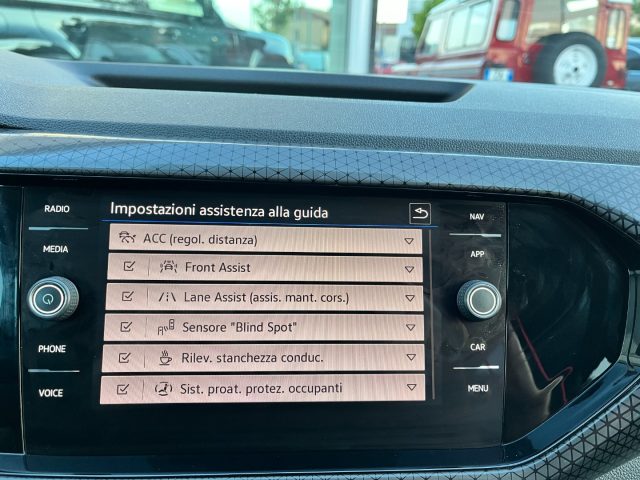 Impostazioni assistenza alla guida
RADIO
MEDIA
PHONE
VOICE
ACC (regol. distanza)
Front Assist
Lane Assist (assis. mant. cors.)
Sensore "Blind Spot"
Rilev. stanchezza conduc.
Sist. proat. protez. occupanti
NAV
APP
CAR
MENU